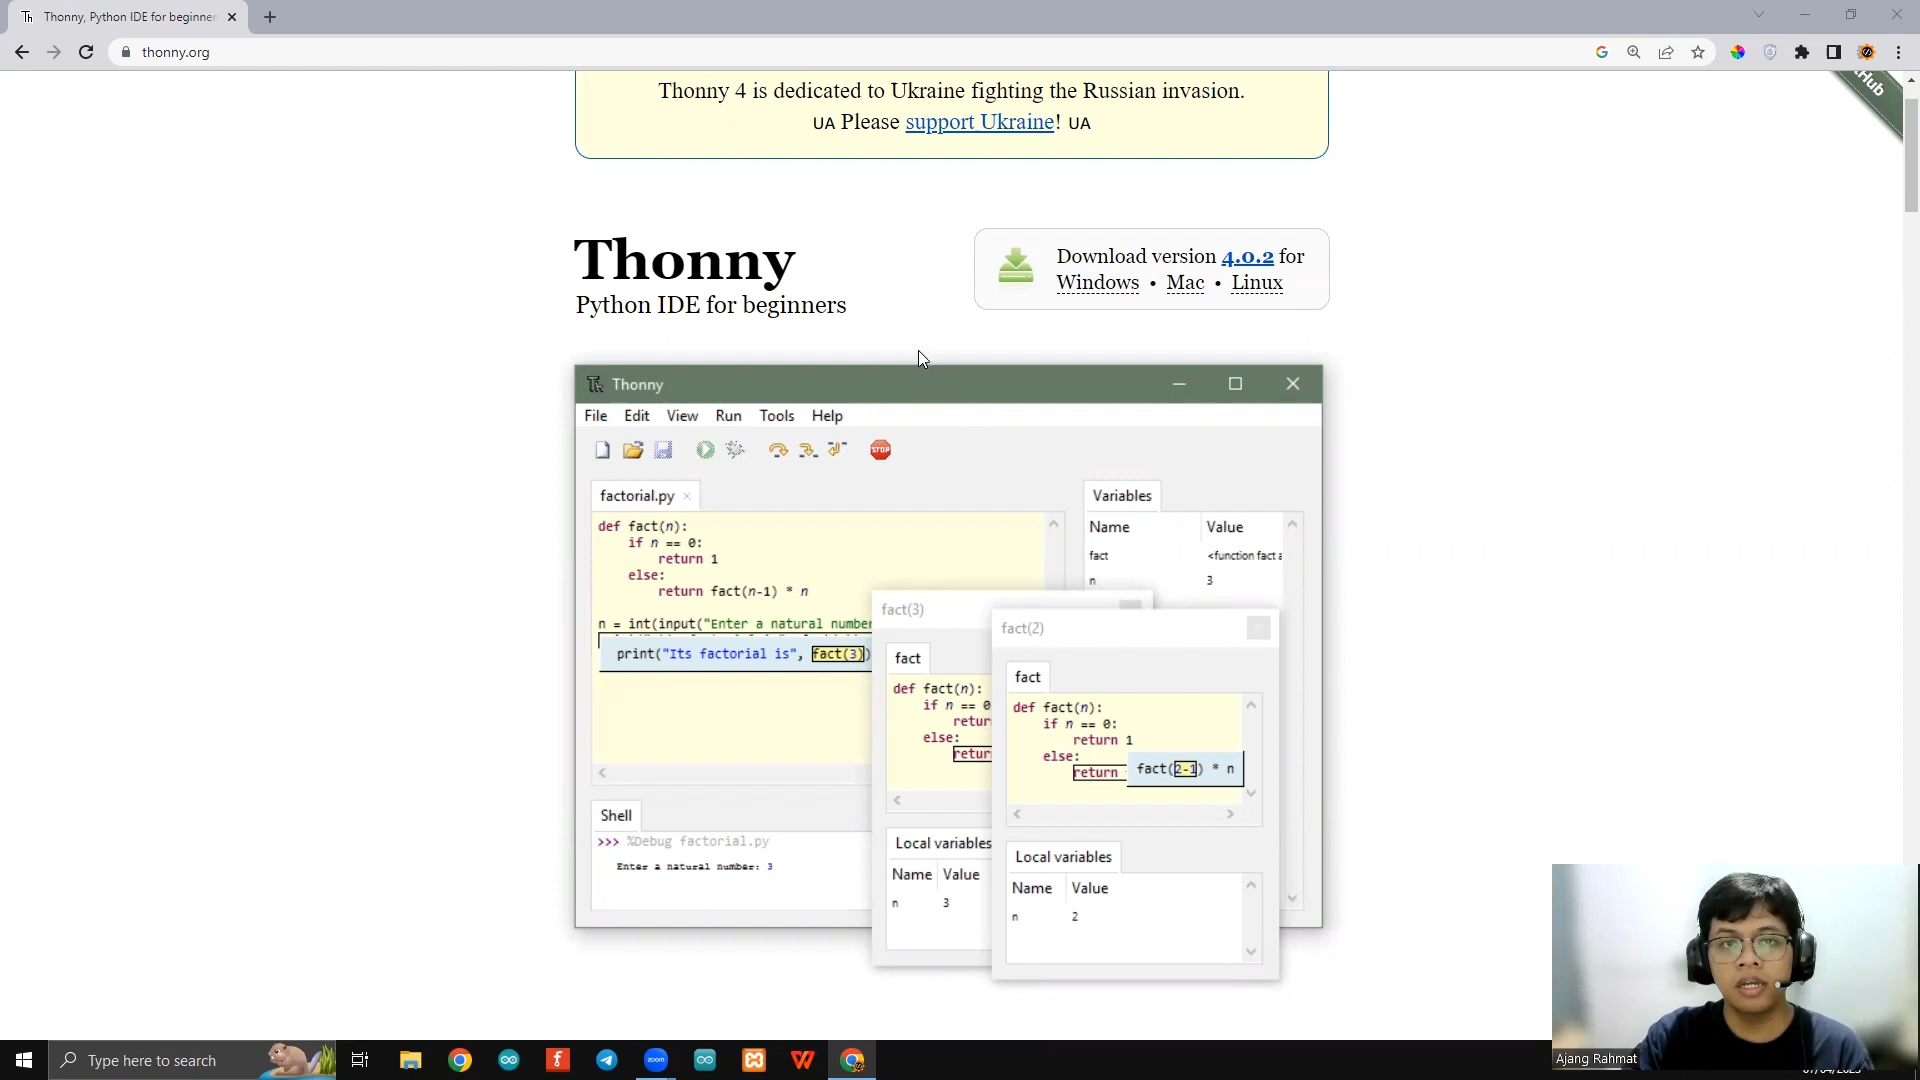 Thonny, Python IDE for beginner
thonny.org
Thonny 4 is dedicated to Ukraine fighting the Russian invasion.
UA Please support Ukraine! UA
Thonny
Python IDE for beginners
Download version 4.0.2 for
Windows • Mac • Linux
Thonny
File Edit View Run Tools Help
STOP
factorial.py
def fact(n):
if n == 0:
return 1
else:
return fact(n-1) * n
n = int(input("Enter a natural number
print("Its factorial is", fact(3))
Variables
Name Value
fact <function fact a
n 3
fact(3)
fact
def fact(n):
if n == 0
return
else:
return
Local variables
Name Value
n 3
fact(2)
fact
def fact(n):
if n == 0:
return 1
else:
return fact(2-1) * n
Local variables
Name Value
n 2
Shell
>>> %Debug factorial.py
Enter a natural number: 3
Type here to search
zoom
Ajang Rahmat